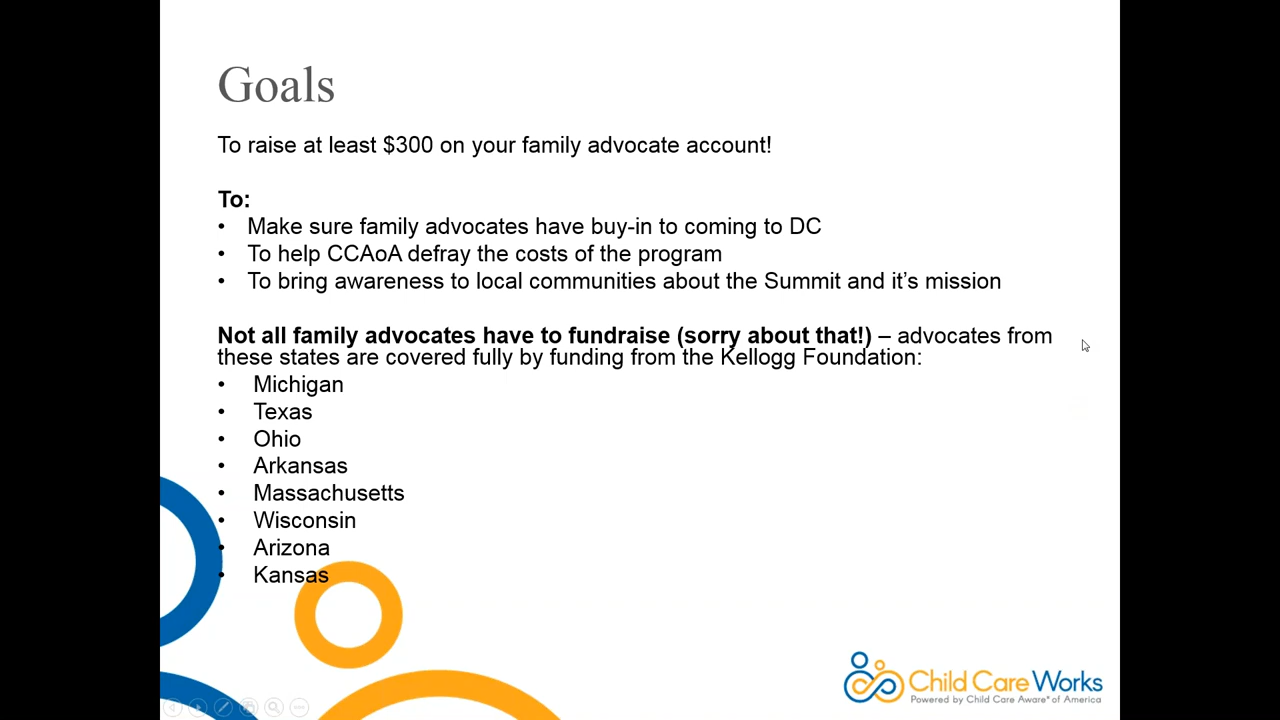 Goals
To raise at least $300 on your family advocate account!
To:
• Make sure family advocates have buy-in to coming to DC
• To help CCAoA defray the costs of the program
• To bring awareness to local communities about the Summit and it's mission
Not all family advocates have to fundraise (sorry about that!) – advocates from
these states are covered fully by funding from the Kellogg Foundation:
• Michigan
• Texas
• Ohio
• Arkansas
• Massachusetts
• Wisconsin
• Arizona
• Kansas
Child Care Works
Powered by Child Care Aware® of America